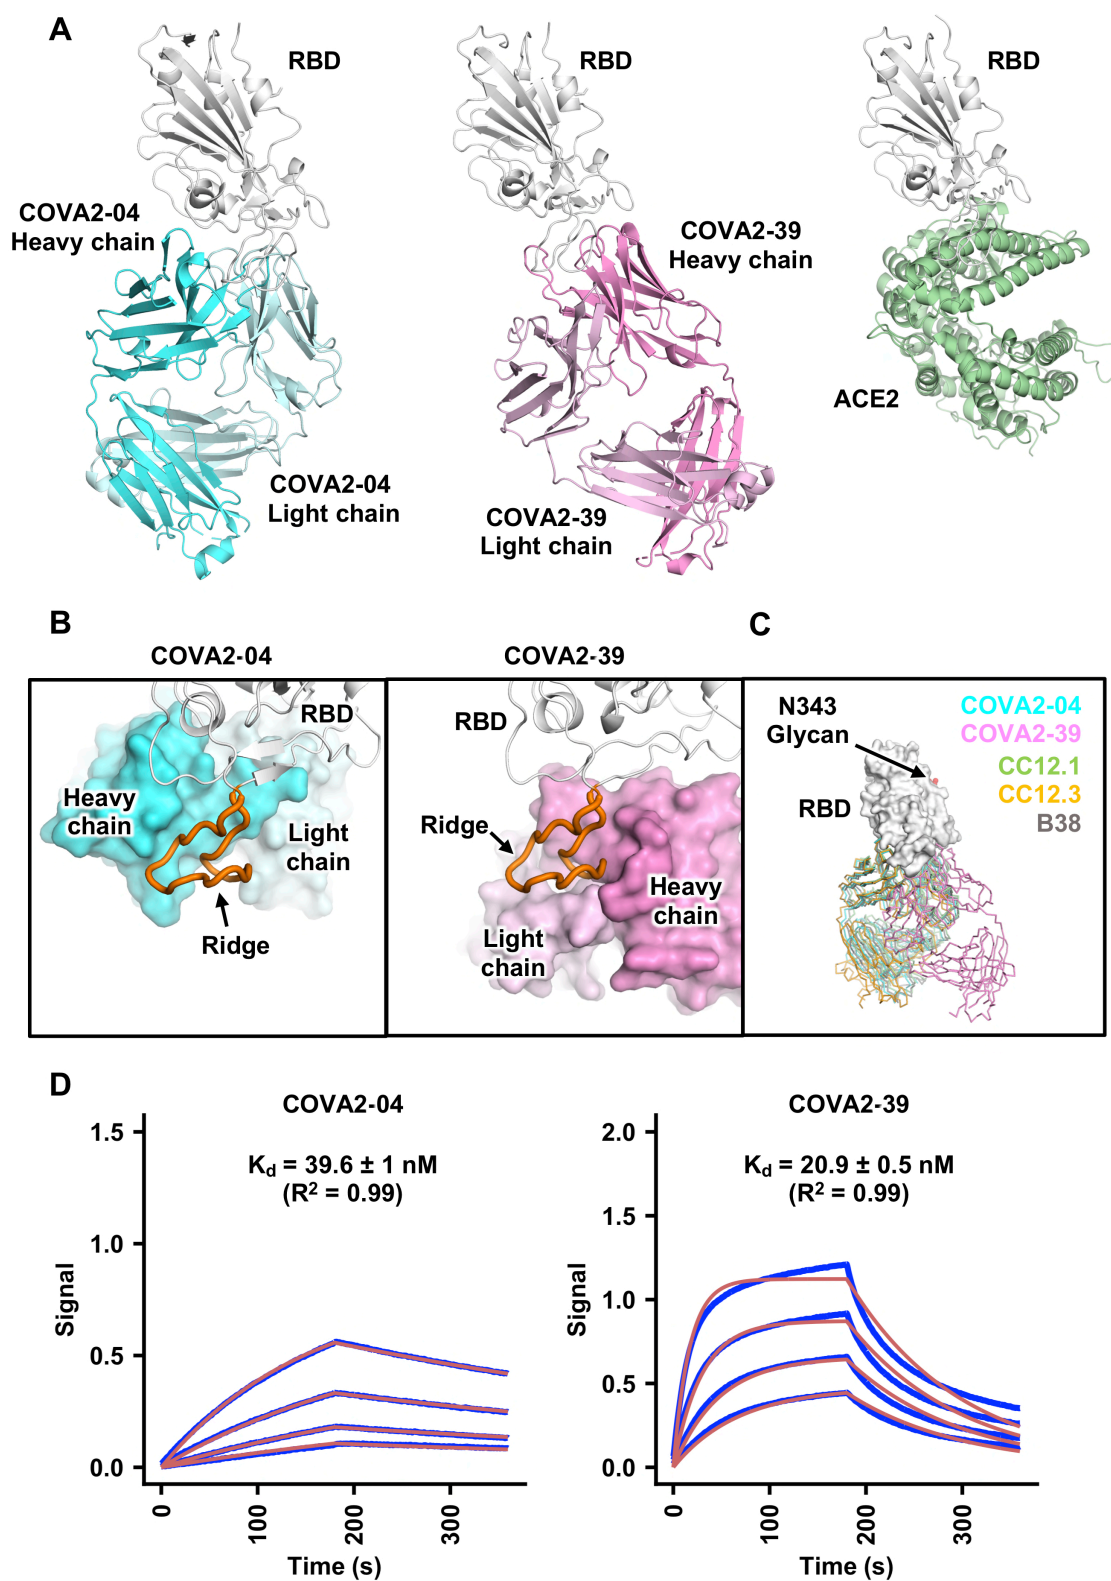 A
RBD
RBD
RBD
COVA2-04
Heavy chain
COVA2-39
Heavy chain
ACE2
COVA2-04
Light chain
COVA2-39
Light chain
B
COVA2-04
COVA2-39
RBD
Heavy
chain
Light
chain
Ridge
RBD
Ridge
Heavy
chain
Light
chain
C
N343
Glycan
RBD
COVA2-04
COVA2-39
CC12.1
CC12.3
B38
D
COVA2-04
Kd = 39.6 ± 1 nM
(R² = 0.99)
Signal
1.5
1.0
0.5
0.0
0
100
200
300
Time (s)
COVA2-39
Kd = 20.9 ± 0.5 nM
(R² = 0.99)
Signal
2.0
1.5
1.0
0.5
0.0
0
100
200
300
Time (s)